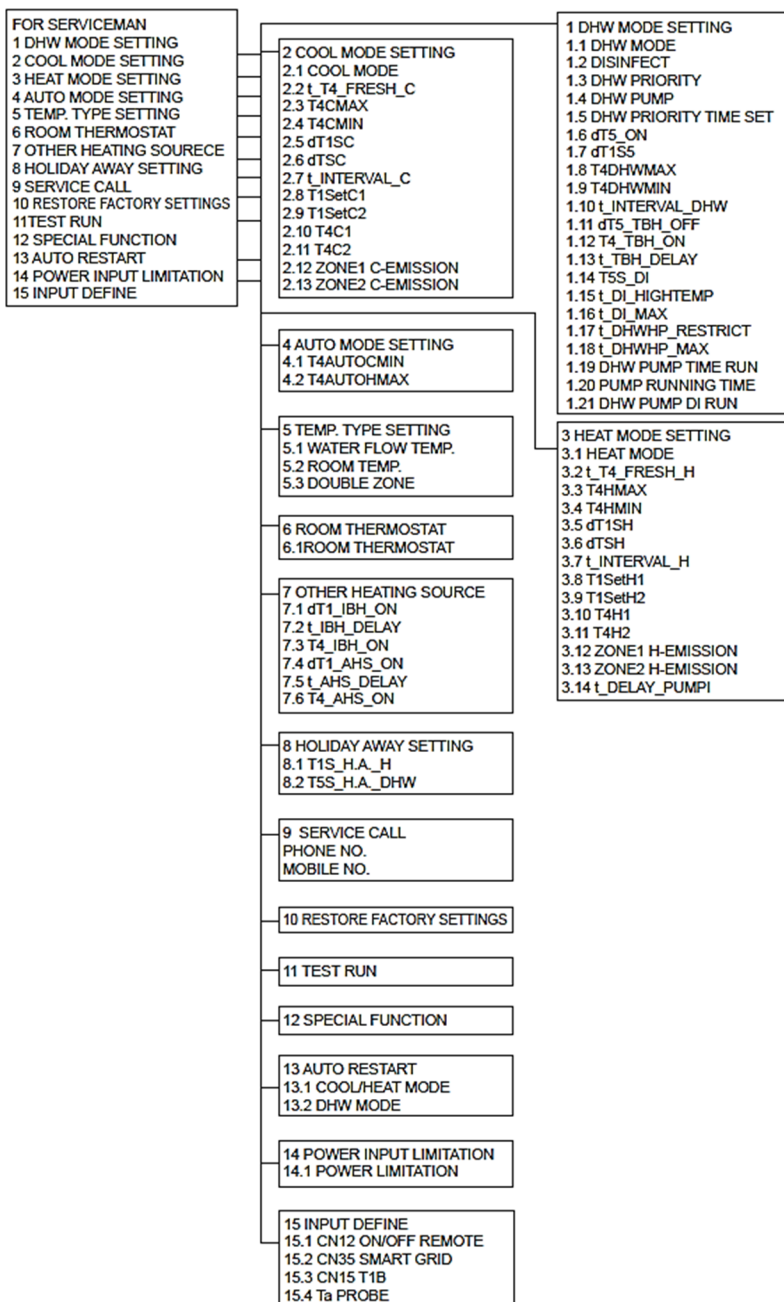 FOR SERVICEMAN
1 DHW MODE SETTING
2 COOL MODE SETTING
3 HEAT MODE SETTING
4 AUTO MODE SETTING
5 TEMP. TYPE SETTING
6 ROOM THERMOSTAT
7 OTHER HEATING SOURECE
8 HOLIDAY AWAY SETTING
9 SERVICE CALL
10 RESTORE FACTORY SETTINGS
11TEST RUN
12 SPECIAL FUNCTION
13 AUTO RESTART
14 POWER INPUT LIMITATION
15 INPUT DEFINE
2 COOL MODE SETTING
2.1 COOL MODE
2.2 t_T4_FRESH_C
2.3 T4CMAX
2.4 T4CMIN
2.5 dT1SC
2.6 dTSC
2.7 t_INTERVAL_C
2.8 T1SetC1
2.9 T1SetC2
2.10 T4C1
2.11 T4C2
2.12 ZONE1 C-EMISSION
2.13 ZONE2 C-EMISSION
4 AUTO MODE SETTING
4.1 T4AUTOCMIN
4.2 T4AUTOHMAX
5 TEMP. TYPE SETTING
5.1 WATER FLOW TEMP.
5.2 ROOM TEMP.
5.3 DOUBLE ZONE
6 ROOM THERMOSTAT
6.1ROOM THERMOSTAT
7 OTHER HEATING SOURCE
7.1 dT1_IBH_ON
7.2 t_IBH_DELAY
7.3 T4_IBH_ON
7.4 dT1_AHS_ON
7.5 t_AHS_DELAY
7.6 T4_AHS_ON
8 HOLIDAY AWAY SETTING
8.1 T1S_H.A._H
8.2 T5S_H.A._DHW
9 SERVICE CALL
PHONE NO.
MOBILE NO.
10 RESTORE FACTORY SETTINGS
11 TEST RUN
12 SPECIAL FUNCTION
13 AUTO RESTART
13.1 COOL/HEAT MODE
13.2 DHW MODE
14 POWER INPUT LIMITATION
14.1 POWER LIMITATION
15 INPUT DEFINE
15.1 CN12 ON/OFF REMOTE
15.2 CN35 SMART GRID
15.3 CN15 T1B
15.4 Ta PROBE
1 DHW MODE SETTING
1.1 DHW MODE
1.2 DISINFECT
1.3 DHW PRIORITY
1.4 DHW PUMP
1.5 DHW PRIORITY TIME SET
1.6 dT5_ON
1.7 dT1S5
1.8 T4DHWMAX
1.9 T4DHWMIN
1.10 t_INTERVAL_DHW
1.11 dT5_TBH_OFF
1.12 T4_TBH_ON
1.13 t_TBH_DELAY
1.14 T5S_DI
1.15 t_DI_HIGHTEMP
1.16 t_DI_MAX
1.17 t_DHWHP_RESTRICT
1.18 t_DHWHP_MAX
1.19 DHW PUMP TIME RUN
1.20 PUMP RUNNING TIME
1.21 DHW PUMP DI RUN
3 HEAT MODE SETTING
3.1 HEAT MODE
3.2 t_T4_FRESH_H
3.3 T4HMAX
3.4 T4HMIN
3.5 dT1SH
3.6 dTSH
3.7 t_INTERVAL_H
3.8 T1SetH1
3.9 T1SetH2
3.10 T4H1
3.11 T4H2
3.12 ZONE1 H-EMISSION
3.13 ZONE2 H-EMISSION
3.14 t_DELAY_PUMPI